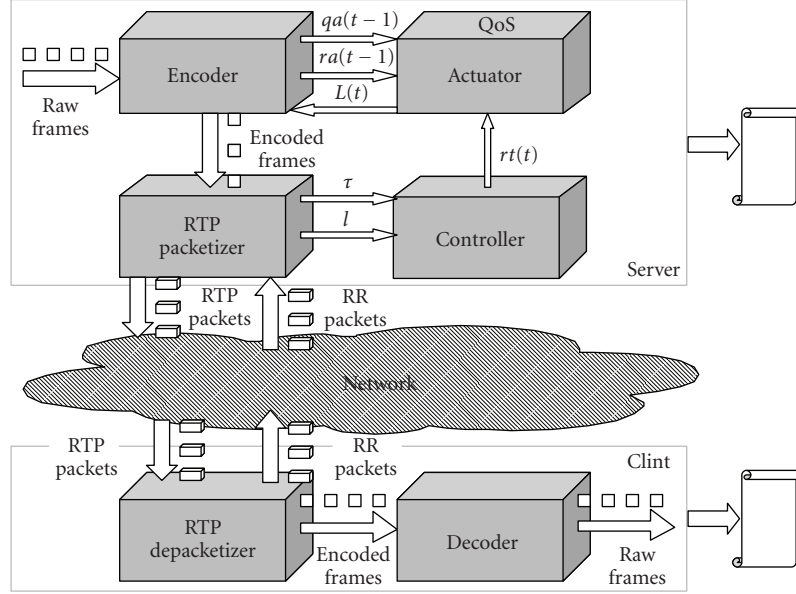 qa(t − 1)
QoS
Encoder
ra(t − 1)
Actuator
Raw
frames
L(t)
Encoded
frames
rt(t)
τ
RTP
packetizer
l
Controller
Server
RTP
packets
RR
packets
Network
RTP
packets
RR
packets
Clint
RTP
depacketizer
Encoded
frames
Decoder
Raw
frames